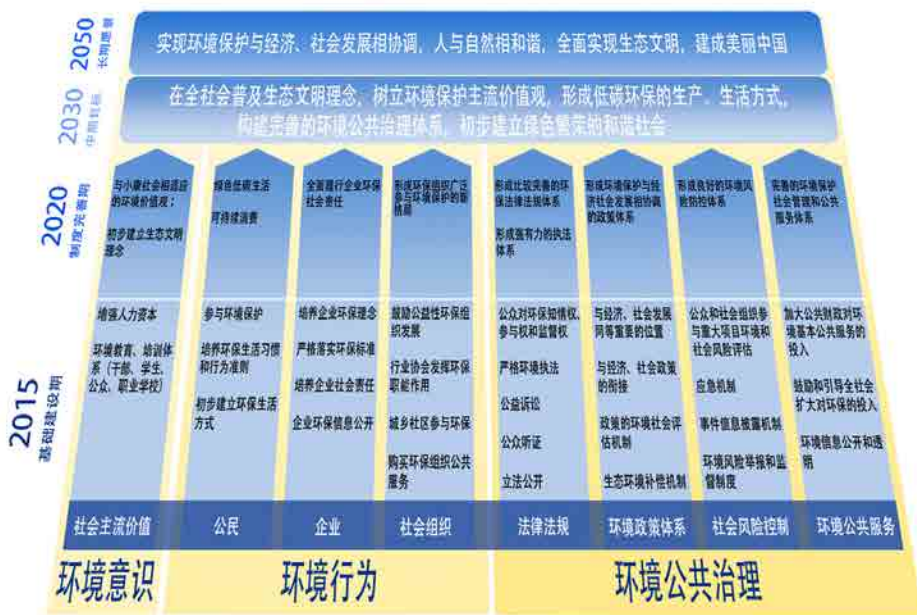 2050
长期愿景
实现环境保护与经济、社会发展相协调，人与自然相和谐，全面实现生态文明，建成美丽中国
2030
中期目标
在全社会普及生态文明理念，树立环境保护主流价值观，形成低碳环保的生产、生活方式，
构建完善的环境公共治理体系，初步建立绿色繁荣的和谐社会
2020
制度完善期
与小康社会相适应
的环境价值观；
初步建立生态文明
理念
绿色低碳生活
可持续消费
全面履行企业环保
社会责任
形成环保组织广泛
参与环境保护的新
格局
形成比较完善的环
保法律法规体系
形成强有力的执法
体系
形成环境保护与经
济社会发展相协调
的政策体系
形成良好的环境风
险防控体系
完善的环境保护
社会管理和公共
服务体系
2015
基础建设期
增强人力资本
环境教育、培训体
系（干部、学生、
公众、职业学校）
参与环境保护
培养环保生活习惯
和行为准则
初步建立环保生活
方式
培养企业环保理念
严格落实环保标准
培养企业社会责任
企业环保信息公开
鼓励公益性环保组
织发展
行业协会发挥环保
职能作用
城乡社区参与环保
购买环保组织公共
服务
公众对环保知情权、
参与权和监督权
严格环境执法
公益诉讼
公众听证
立法公开
与经济、社会发展
同等重要的位置
与经济、社会政策
的衔接
政策的环境社会评
估机制
生态环境补偿机制
公众和社会组织参
与重大项目环境和
社会风险评估
应急机制
事件信息披露机制
环境风险举报和监
督制度
加大公共财政对环
境基本公共服务的
投入
鼓励和引导全社会
扩大对环保的投入
环境信息公开和透
明
社会主流价值
公民
企业
社会组织
法律法规
环境政策体系
社会风险控制
环境公共服务
环境意识
环境行为
环境公共治理